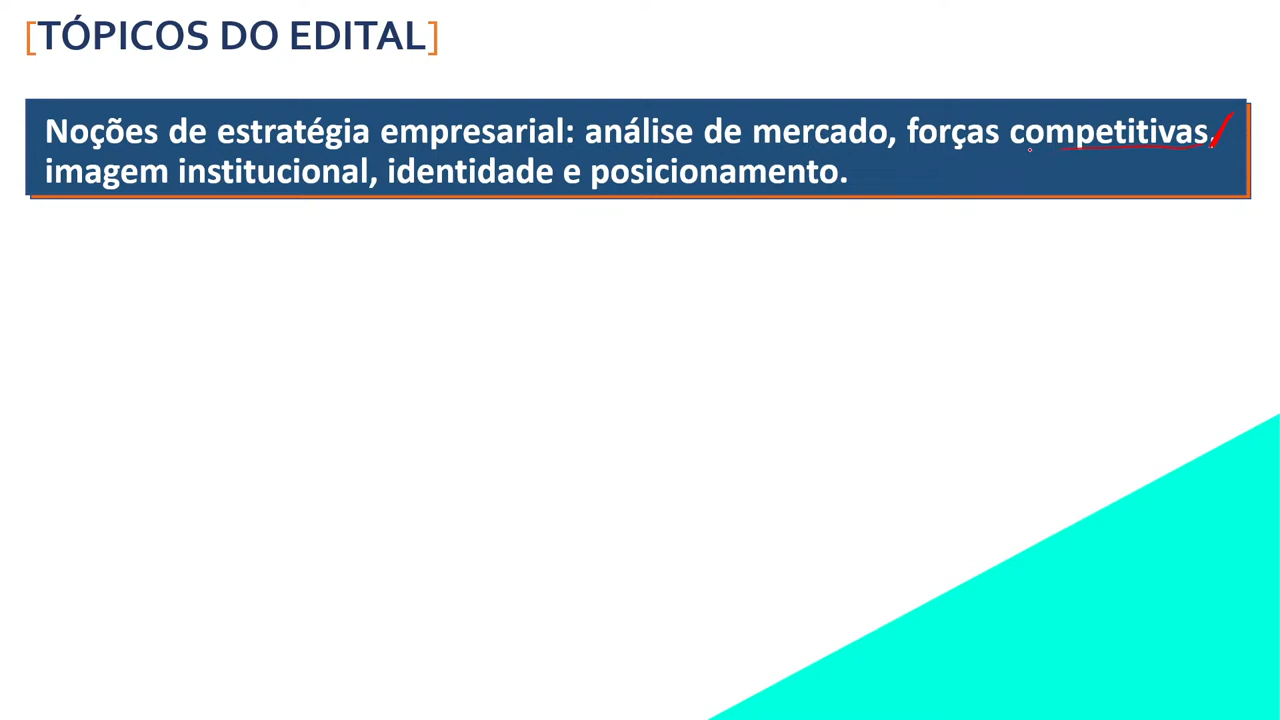 [TÓPICOS DO EDITAL]
Noções de estratégia empresarial: análise de mercado, forças competitivas,
imagem institucional, identidade e posicionamento.